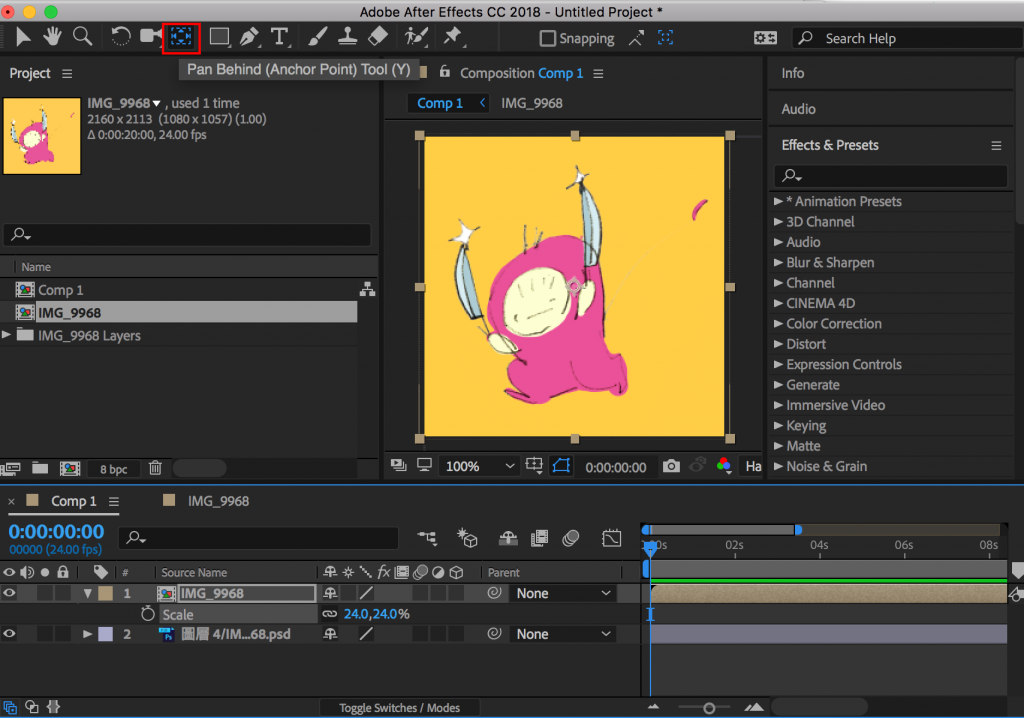 Adobe After Effects CC 2018 - Untitled Project *
Snapping
Search Help
Pan Behind (Anchor Point) Tool (Y)
Project
IMG_9968 , used 1 time
2160 x 2113 (1080 x 1057) (1.00)
Δ 0:00:20:00, 24.00 fps
Name
Comp 1
IMG_9968
IMG_9968 Layers
8 bpc
Composition Comp 1
Comp 1
IMG_9968
100%
0:00:00:00
Ha
Info
Audio
Effects & Presets
* Animation Presets
3D Channel
Audio
Blur & Sharpen
Channel
CINEMA 4D
Color Correction
Distort
Expression Controls
Generate
Immersive Video
Keying
Matte
Noise & Grain
Comp 1
IMG_9968
0:00:00:00
00000 (24.00 fps)
02s 04s 06s 08s
# Source Name fx Parent
1 IMG_9968 None
Scale 24.0,24.0%
2 Ps 圖層 4/IM...68.psd None
Toggle Switches / Modes